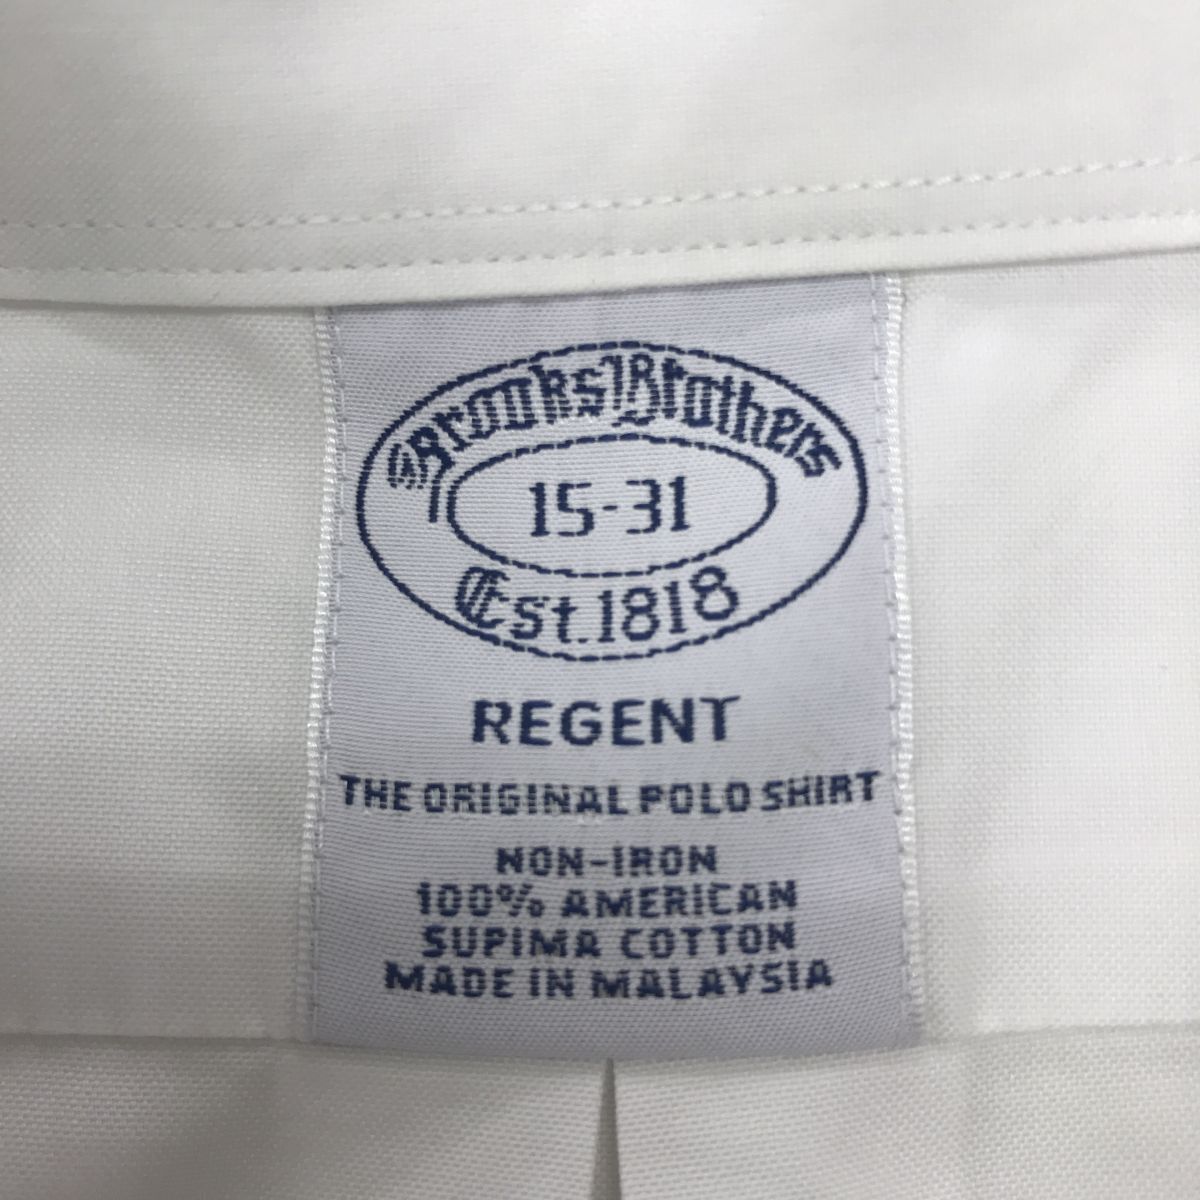 Brooks Brothers
15-31
Est. 1818
REGENT
THE ORIGINAL POLO SHIRT
NON-IRON
100% AMERICAN
SUPIMA COTTON
MADE IN MALAYSIA